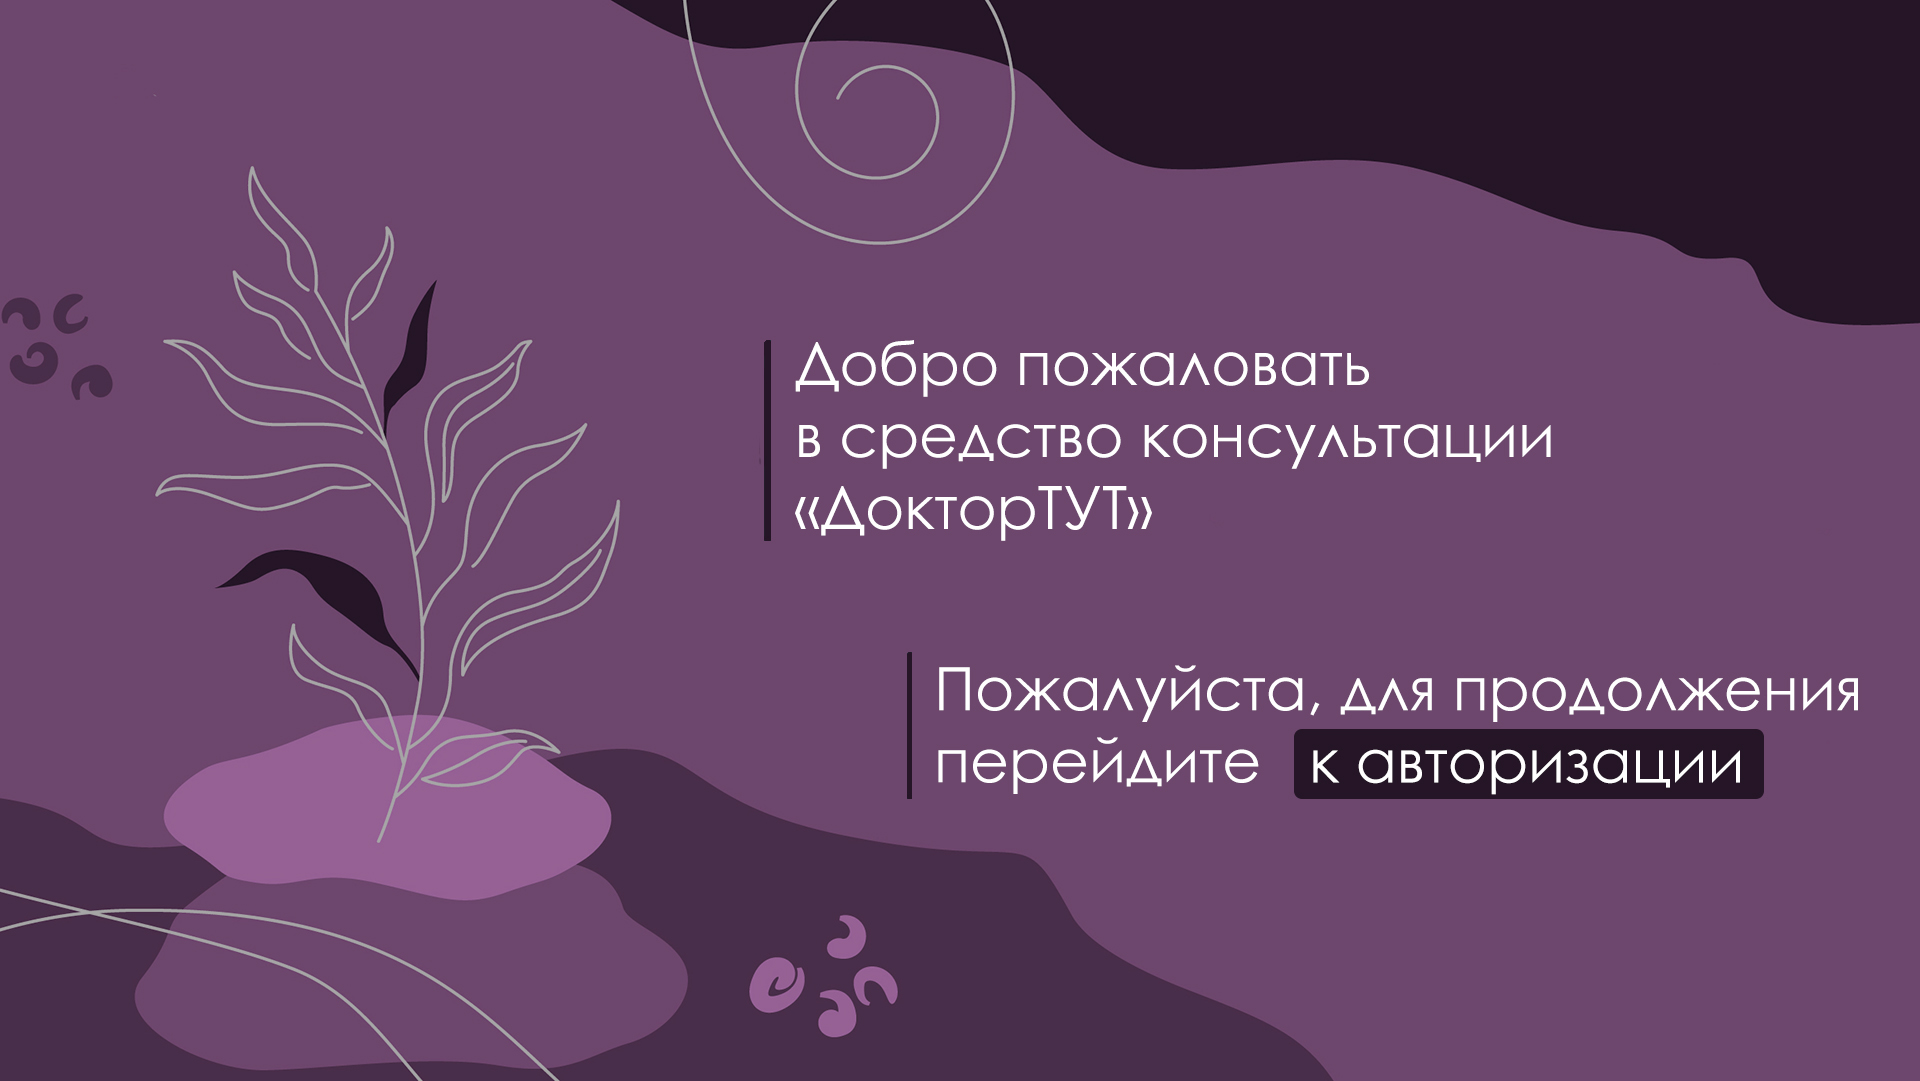 Добро пожаловать
в средство консультации
«ДокторТУТ»
Пожалуйста, для продолжения
перейдите к авторизации